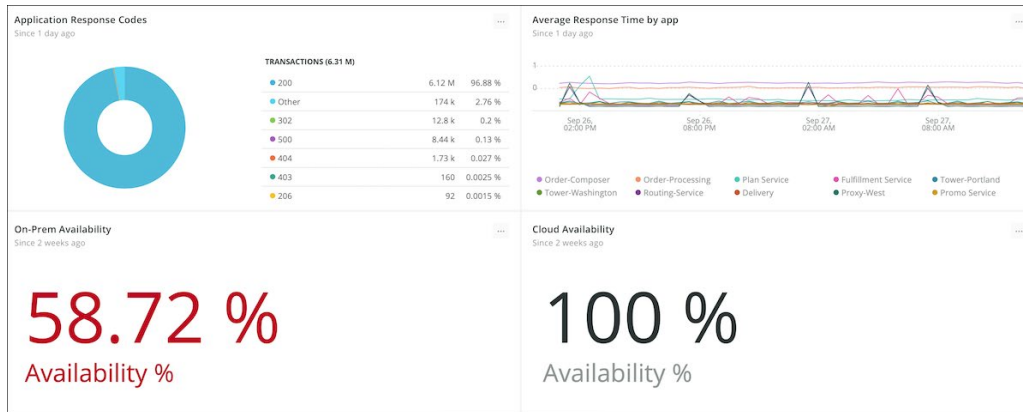 Application Response Codes
...
Since 1 day ago
TRANSACTIONS (6.31 M)
200 6.12 M 96.88 %
Other 174 k 2.76 %
302 12.8 k 0.2 %
500 8.44 k 0.13 %
404 1.73 k 0.027 %
403 160 0.0025 %
206 92 0.0015 %
Average Response Time by app
...
Since 1 day ago
1
0
Sep 26, 02:00 PM
Sep 26, 08:00 PM
Sep 27, 02:00 AM
Sep 27, 08:00 AM
Order-Composer Order-Processing Plan Service Fulfillment Service Tower-Portland
Tower-Washington Routing-Service Delivery Proxy-West Promo Service
On-Prem Availability
...
Since 2 weeks ago
58.72 %
Availability %
Cloud Availability
...
Since 2 weeks ago
100 %
Availability %